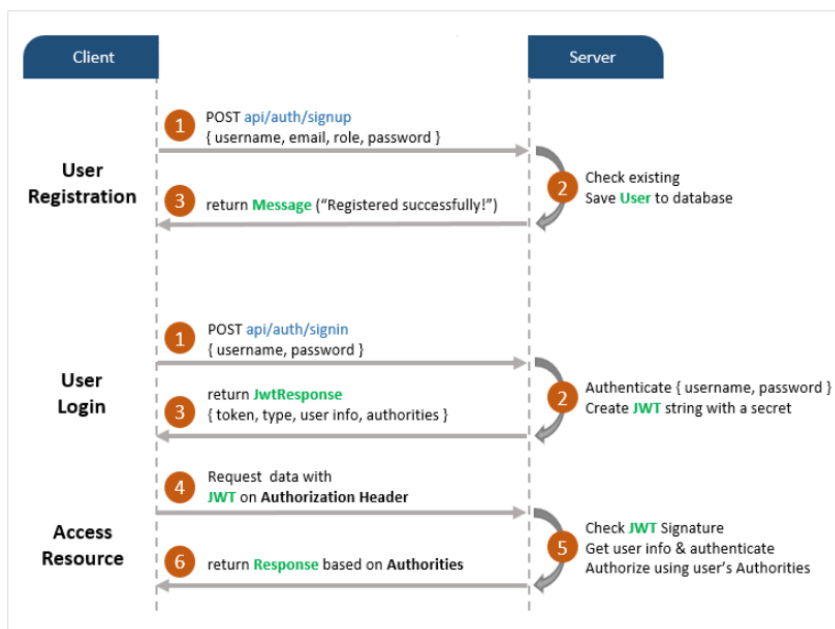 Client
Server
User
Registration
1
POST api/auth/signup
{ username, email, role, password }
2
Check existing
Save User to database
3
return Message (“Registered successfully!”)
User
Login
1
POST api/auth/signin
{ username, password }
2
Authenticate { username, password }
Create JWT string with a secret
3
return JwtResponse
{ token, type, user info, authorities }
Access
Resource
4
Request data with
JWT on Authorization Header
5
Check JWT Signature
Get user info & authenticate
Authorize using user’s Authorities
6
return Response based on Authorities